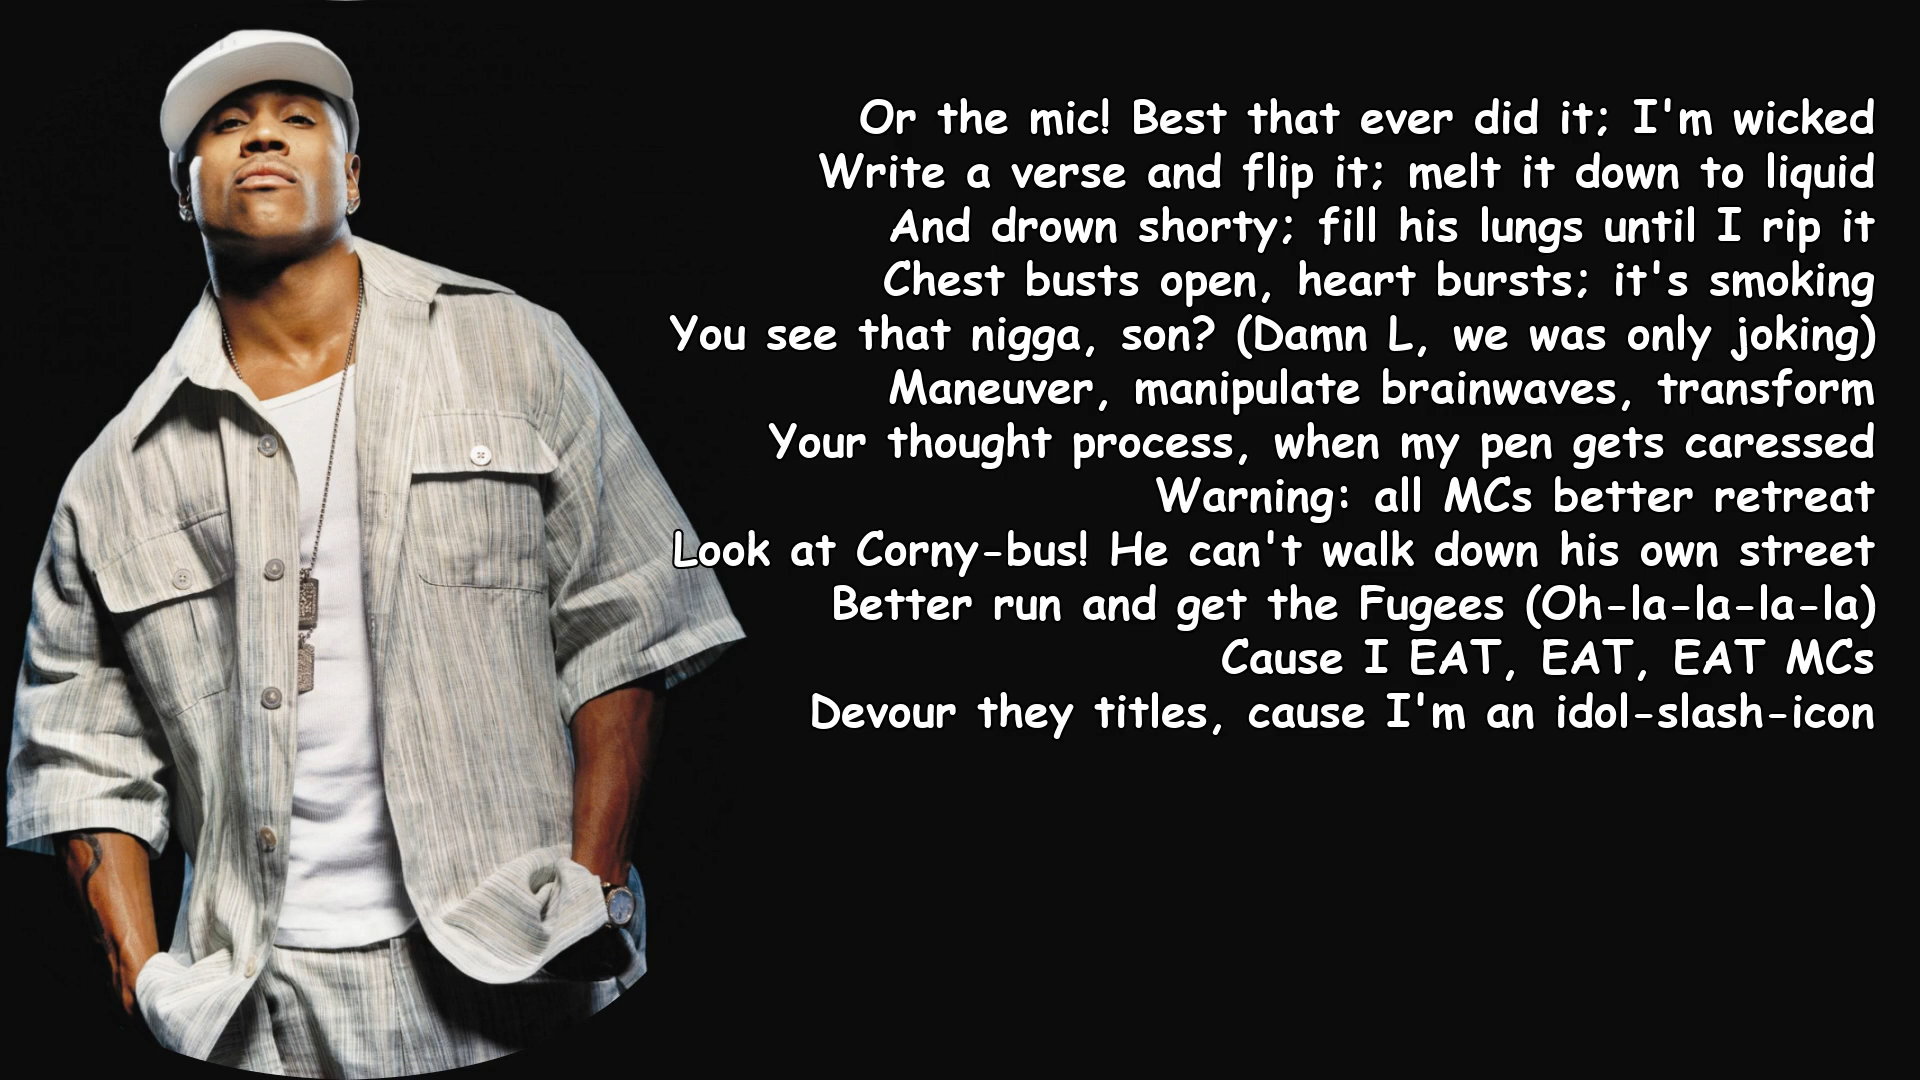 Or the mic! Best that ever did it; I'm wicked
Write a verse and flip it; melt it down to liquid
And drown shorty; fill his lungs until I rip it
Chest busts open, heart bursts; it's smoking
You see that nigga, son? (Damn L, we was only joking)
Maneuver, manipulate brainwaves, transform
Your thought process, when my pen gets caressed
Warning: all MCs better retreat
Look at Corny-bus! He can't walk down his own street
Better run and get the Fugees (Oh-la-la-la-la)
Cause I EAT, EAT, EAT MCs
Devour they titles, cause I'm an idol-slash-icon